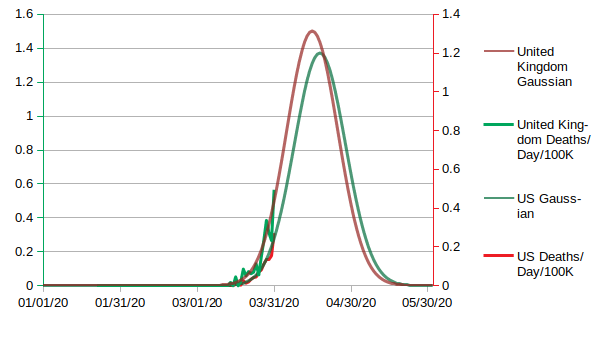 1.6
1.4
1.2
1
0.8
0.6
0.4
0.2
0
1.4
1.2
1
0.8
0.6
0.4
0.2
0
01/01/20 01/31/20 03/01/20 03/31/20 04/30/20 05/30/20
United
Kingdom
Gaussian
United King-
dom Deaths/
Day/100K
US Gauss-
ian
US Deaths/
Day/100K